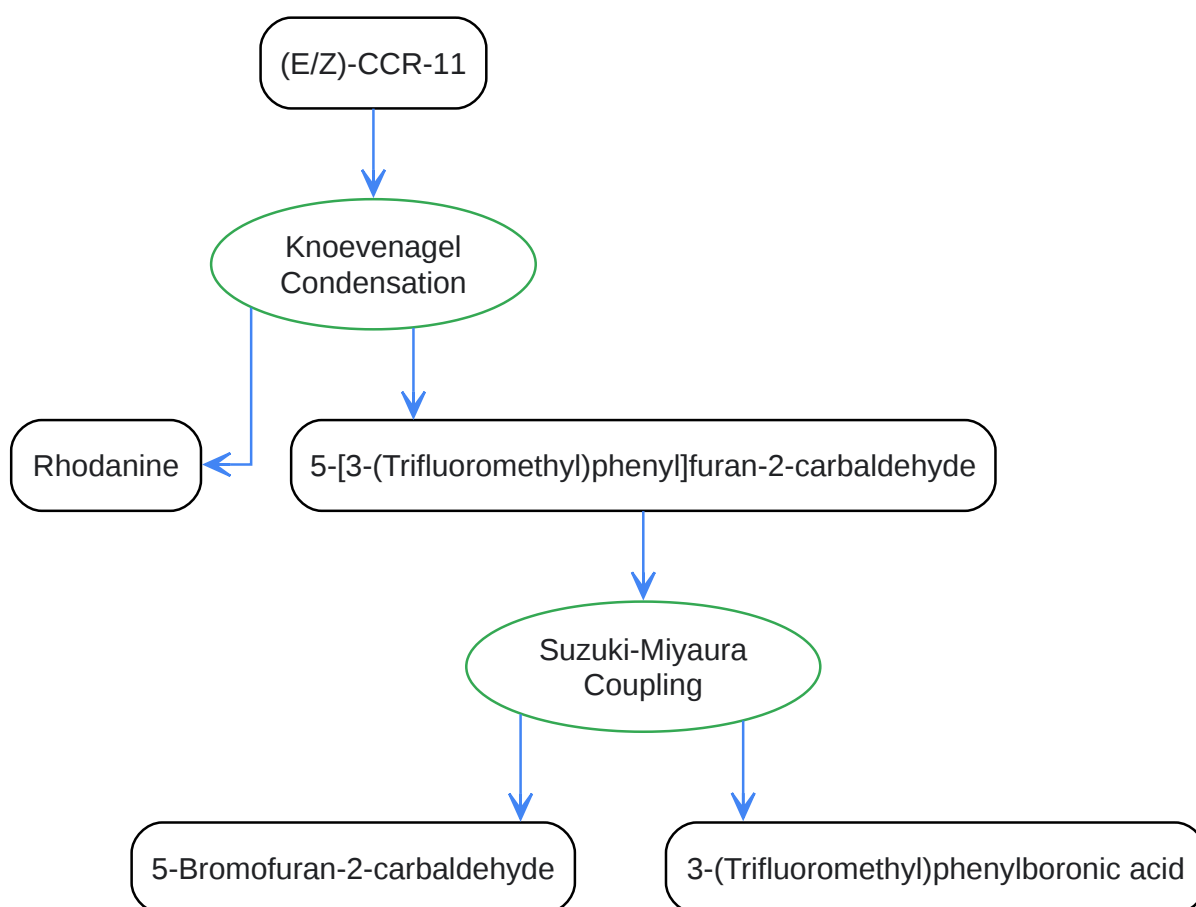 (E/Z)-CCR-11
Knoevenagel
Condensation
Rhodanine
5-[3-(Trifluoromethyl)phenyl]furan-2-carbaldehyde
Suzuki-Miyaura
Coupling
5-Bromofuran-2-carbaldehyde
3-(Trifluoromethyl)phenylboronic acid